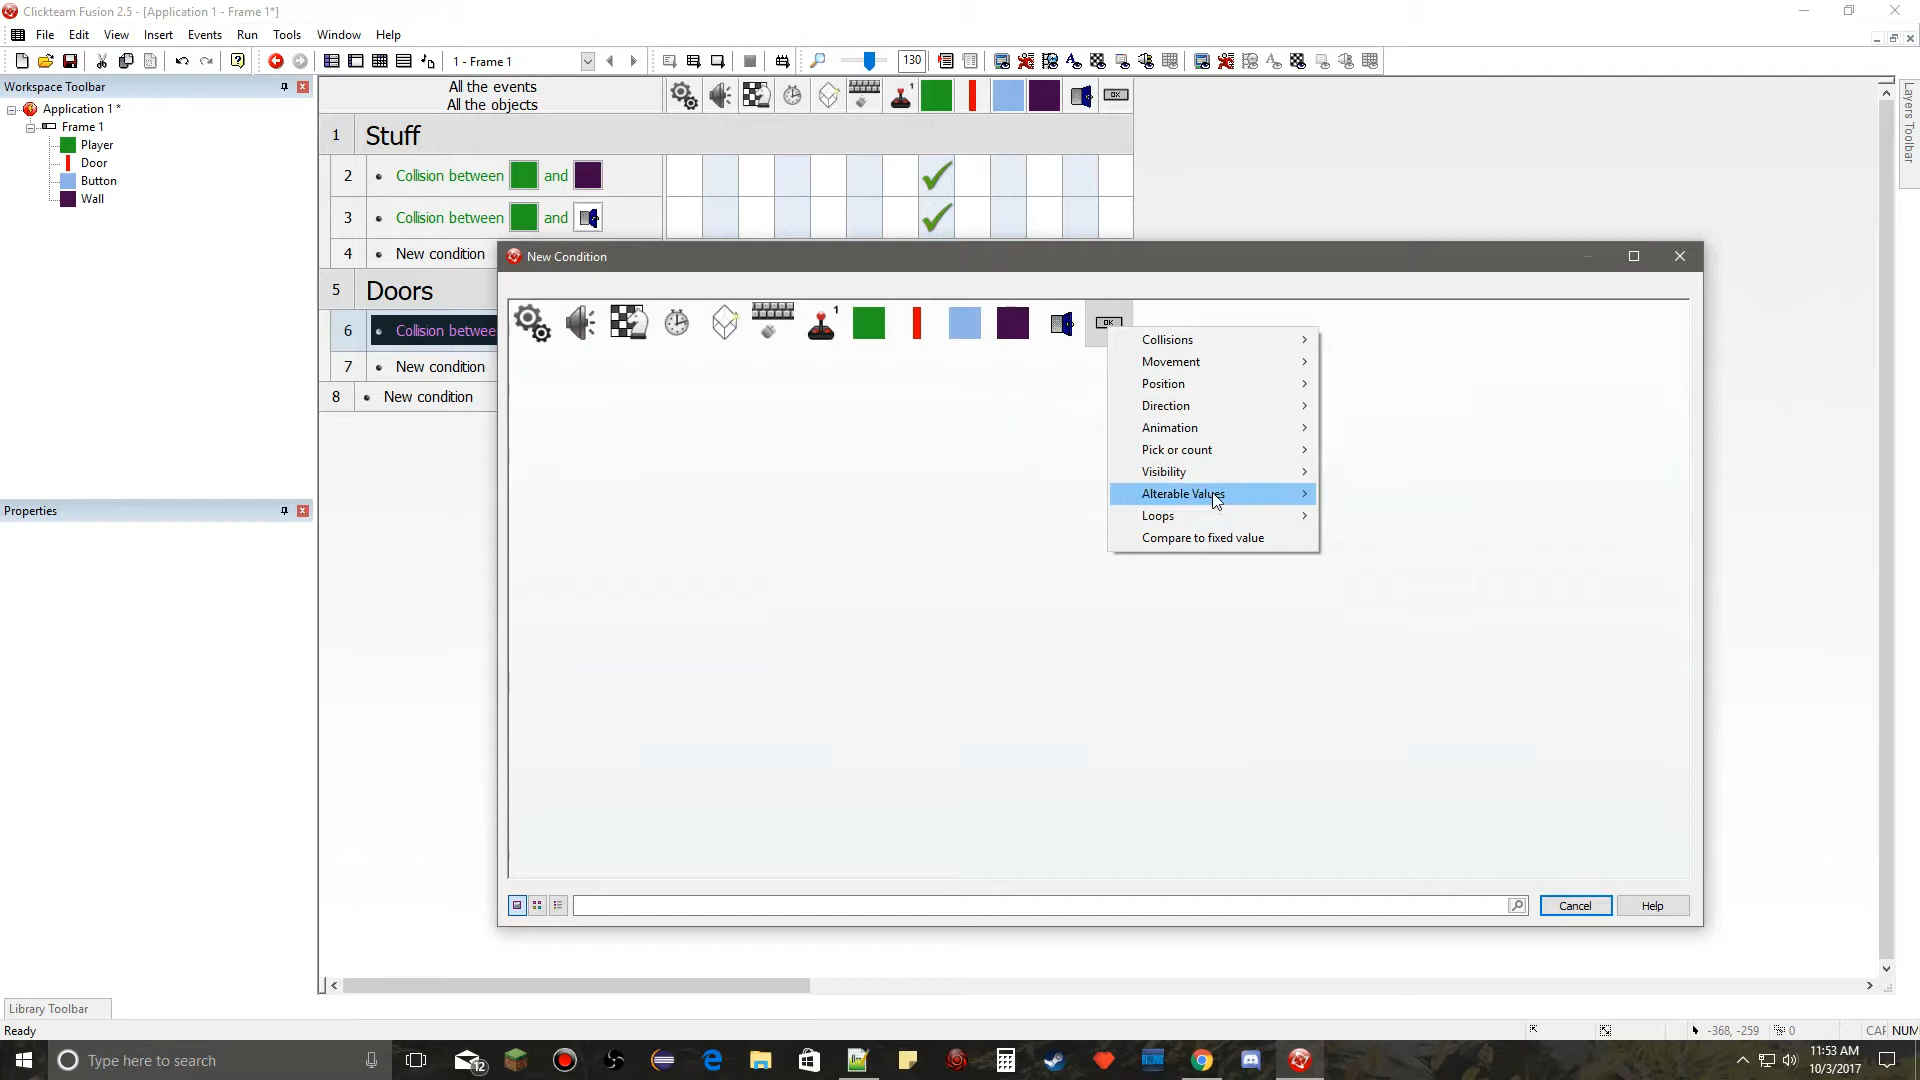 Clickteam Fusion 2.5 - [Application 1 - Frame 1*]
File Edit View Insert Events Run Tools Window Help
1 - Frame 1
130
Workspace Toolbar
Application 1 *
Frame 1
Player
Door
Button
Wall
Properties
All the events
All the objects
1
1 Stuff
2 • Collision between and
3 • Collision between and
4 • New condition
5 Doors
6 • Collision betwee
7 • New condition
8 • New condition
OK
New Condition
1
OK
Collisions
Movement
Position
Direction
Animation
Pick or count
Visibility
Alterable Values
Loops
Compare to fixed value
Cancel
Help
Layers Toolbar
Library Toolbar
Ready
-368, -259
0
CAP NUM
Type here to search
12
11:53 AM
10/3/2017